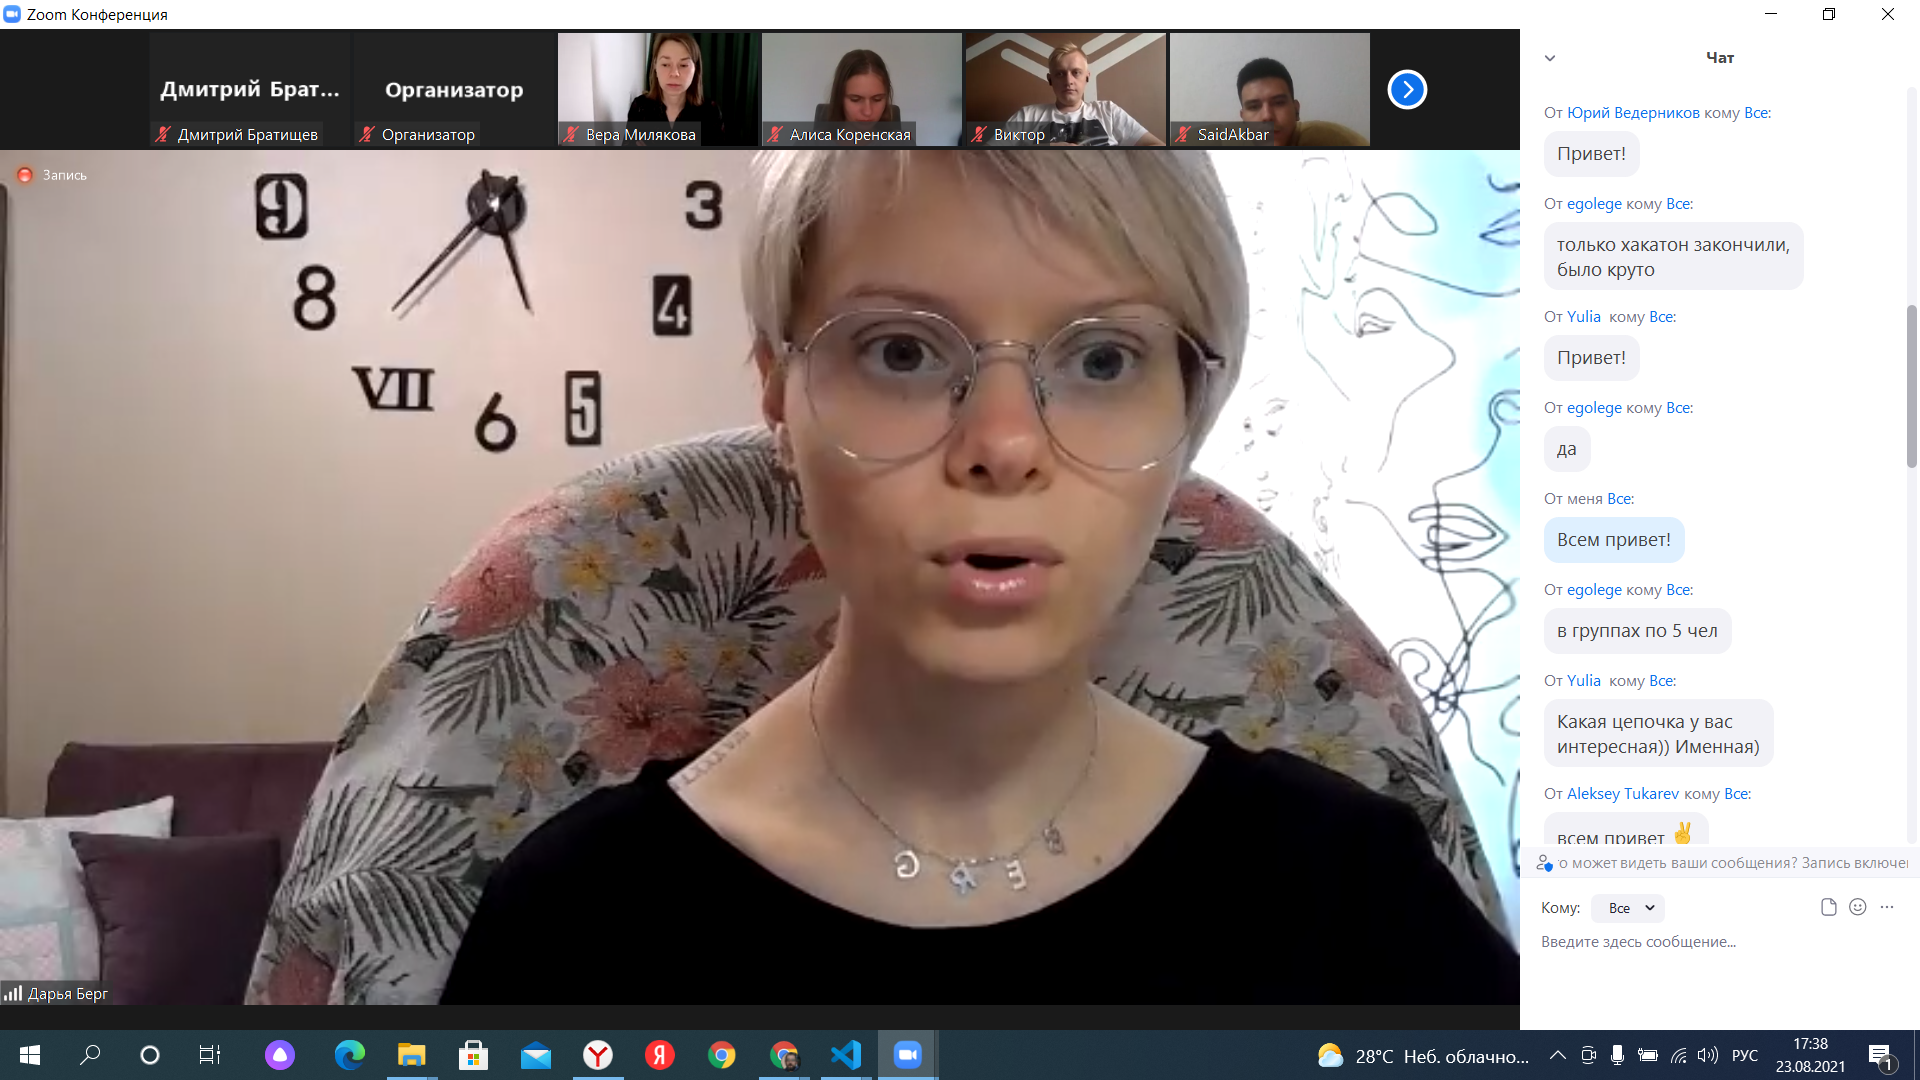 Zoom Конференция
Дмитрий Брат...
Организатор
Дмитрий Братищев
Организатор
Вера Милякова
Алиса Коренская
Виктор
SaidAkbar
Запись
9
3
8
4
VII
6
5
LXXXVIII
Дарья Берг
Чат
От Юрий Ведерников кому Все:
Привет!
От egolege кому Все:
только хакатон закончили,
было круто
От Yulia кому Все:
Привет!
От egolege кому Все:
да
От меня Все:
Всем привет!
От egolege кому Все:
в группах по 5 чел
От Yulia кому Все:
Какая цепочка у вас
интересная)) Именная)
От Aleksey Tukarev кому Все:
всем привет ✌
о может видеть ваши сообщения? Запись включен
Кому: Все
Введите здесь сообщение...
28°C Неб. облачно...
РУС
17:38
23.08.2021
1